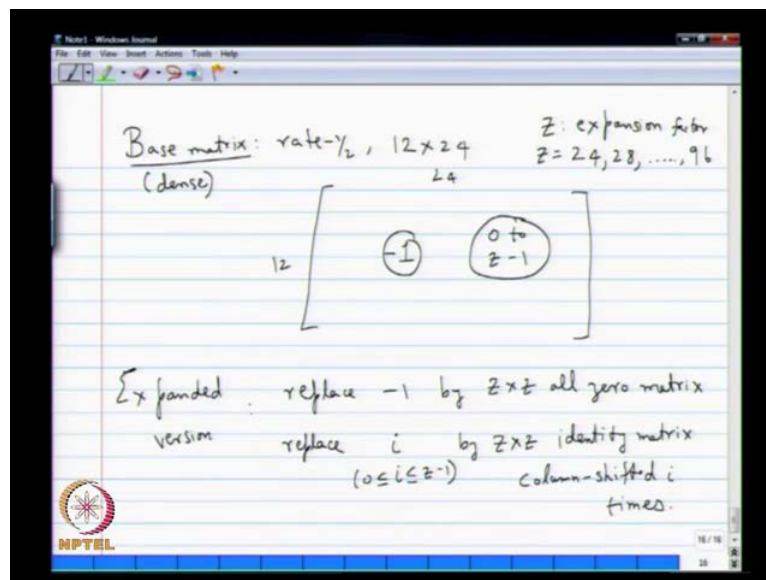 Note1 - Windows Journal
File Edit View Insert Actions Tools Help
Base matrix: rate-1/2, 12×24
(dense)
Z: expansion factor
Z = 24, 28, ....., 96
24
12
-1
0 to
z-1
Expanded version: replace -1 by z×z all zero matrix
replace i by z×z identity matrix
(0≤i≤z-1) column-shifted i
times.
NPTEL
16/16
16